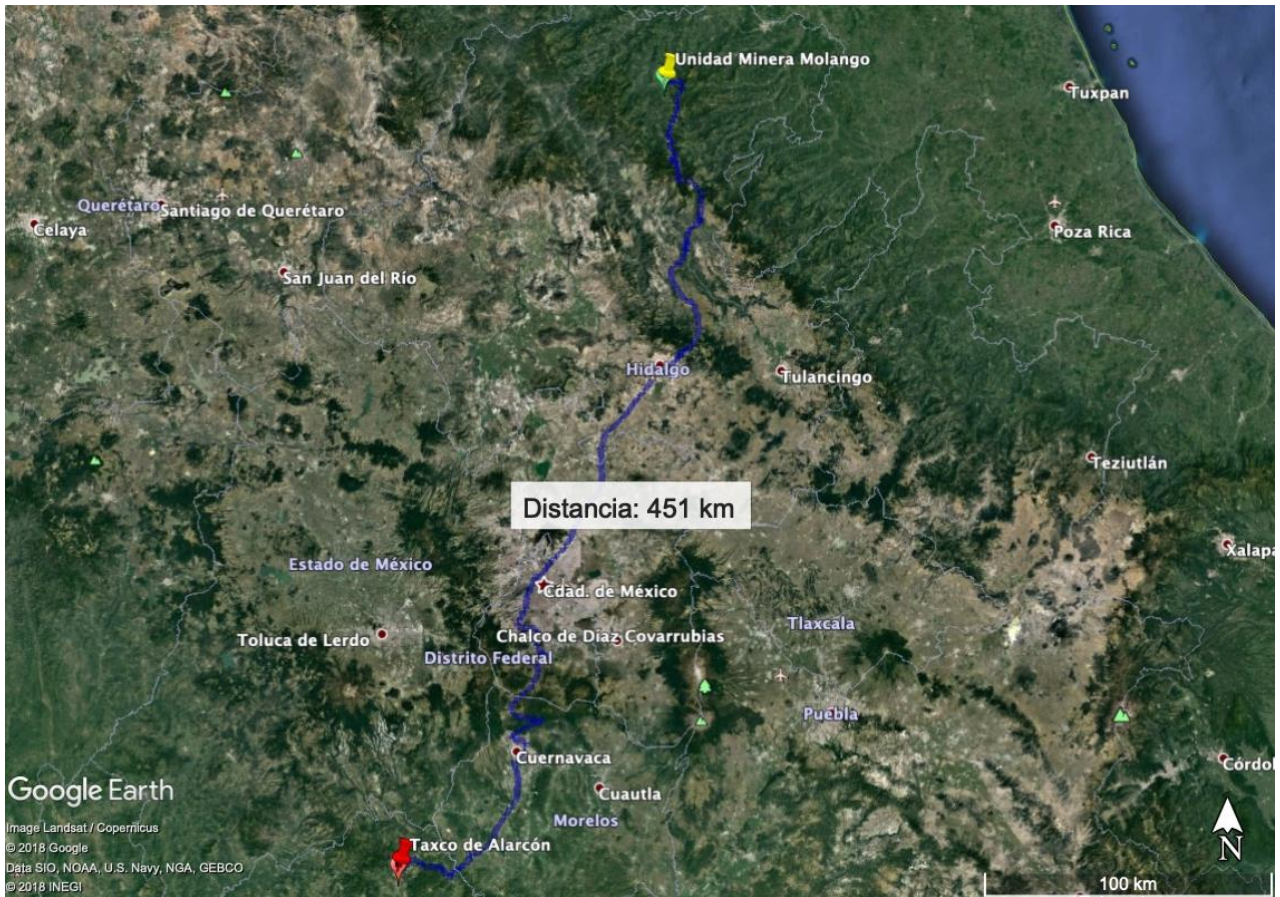 Unidad Minera Molango
Tuxpan
Querétaro
Santiago de Querétaro
Celaya
Poza Rica
San Juan del Río
Hidalgo
Tulancingo
Teziutlán
Distancia: 451 km
Xalapa
Estado de México
Cdad. de México
Tlaxcala
Toluca de Lerdo
Chalco de Díaz Covarrubias
Distrito Federal
Puebla
Cuernavaca
Córdo
Google Earth
Cuautla
Morelos
Image Landsat / Copernicus
© 2018 Google
Data SIO, NOAA, U.S. Navy, NGA, GEBCO
© 2018 INEGI
Taxco de Alarcón
N
100 km